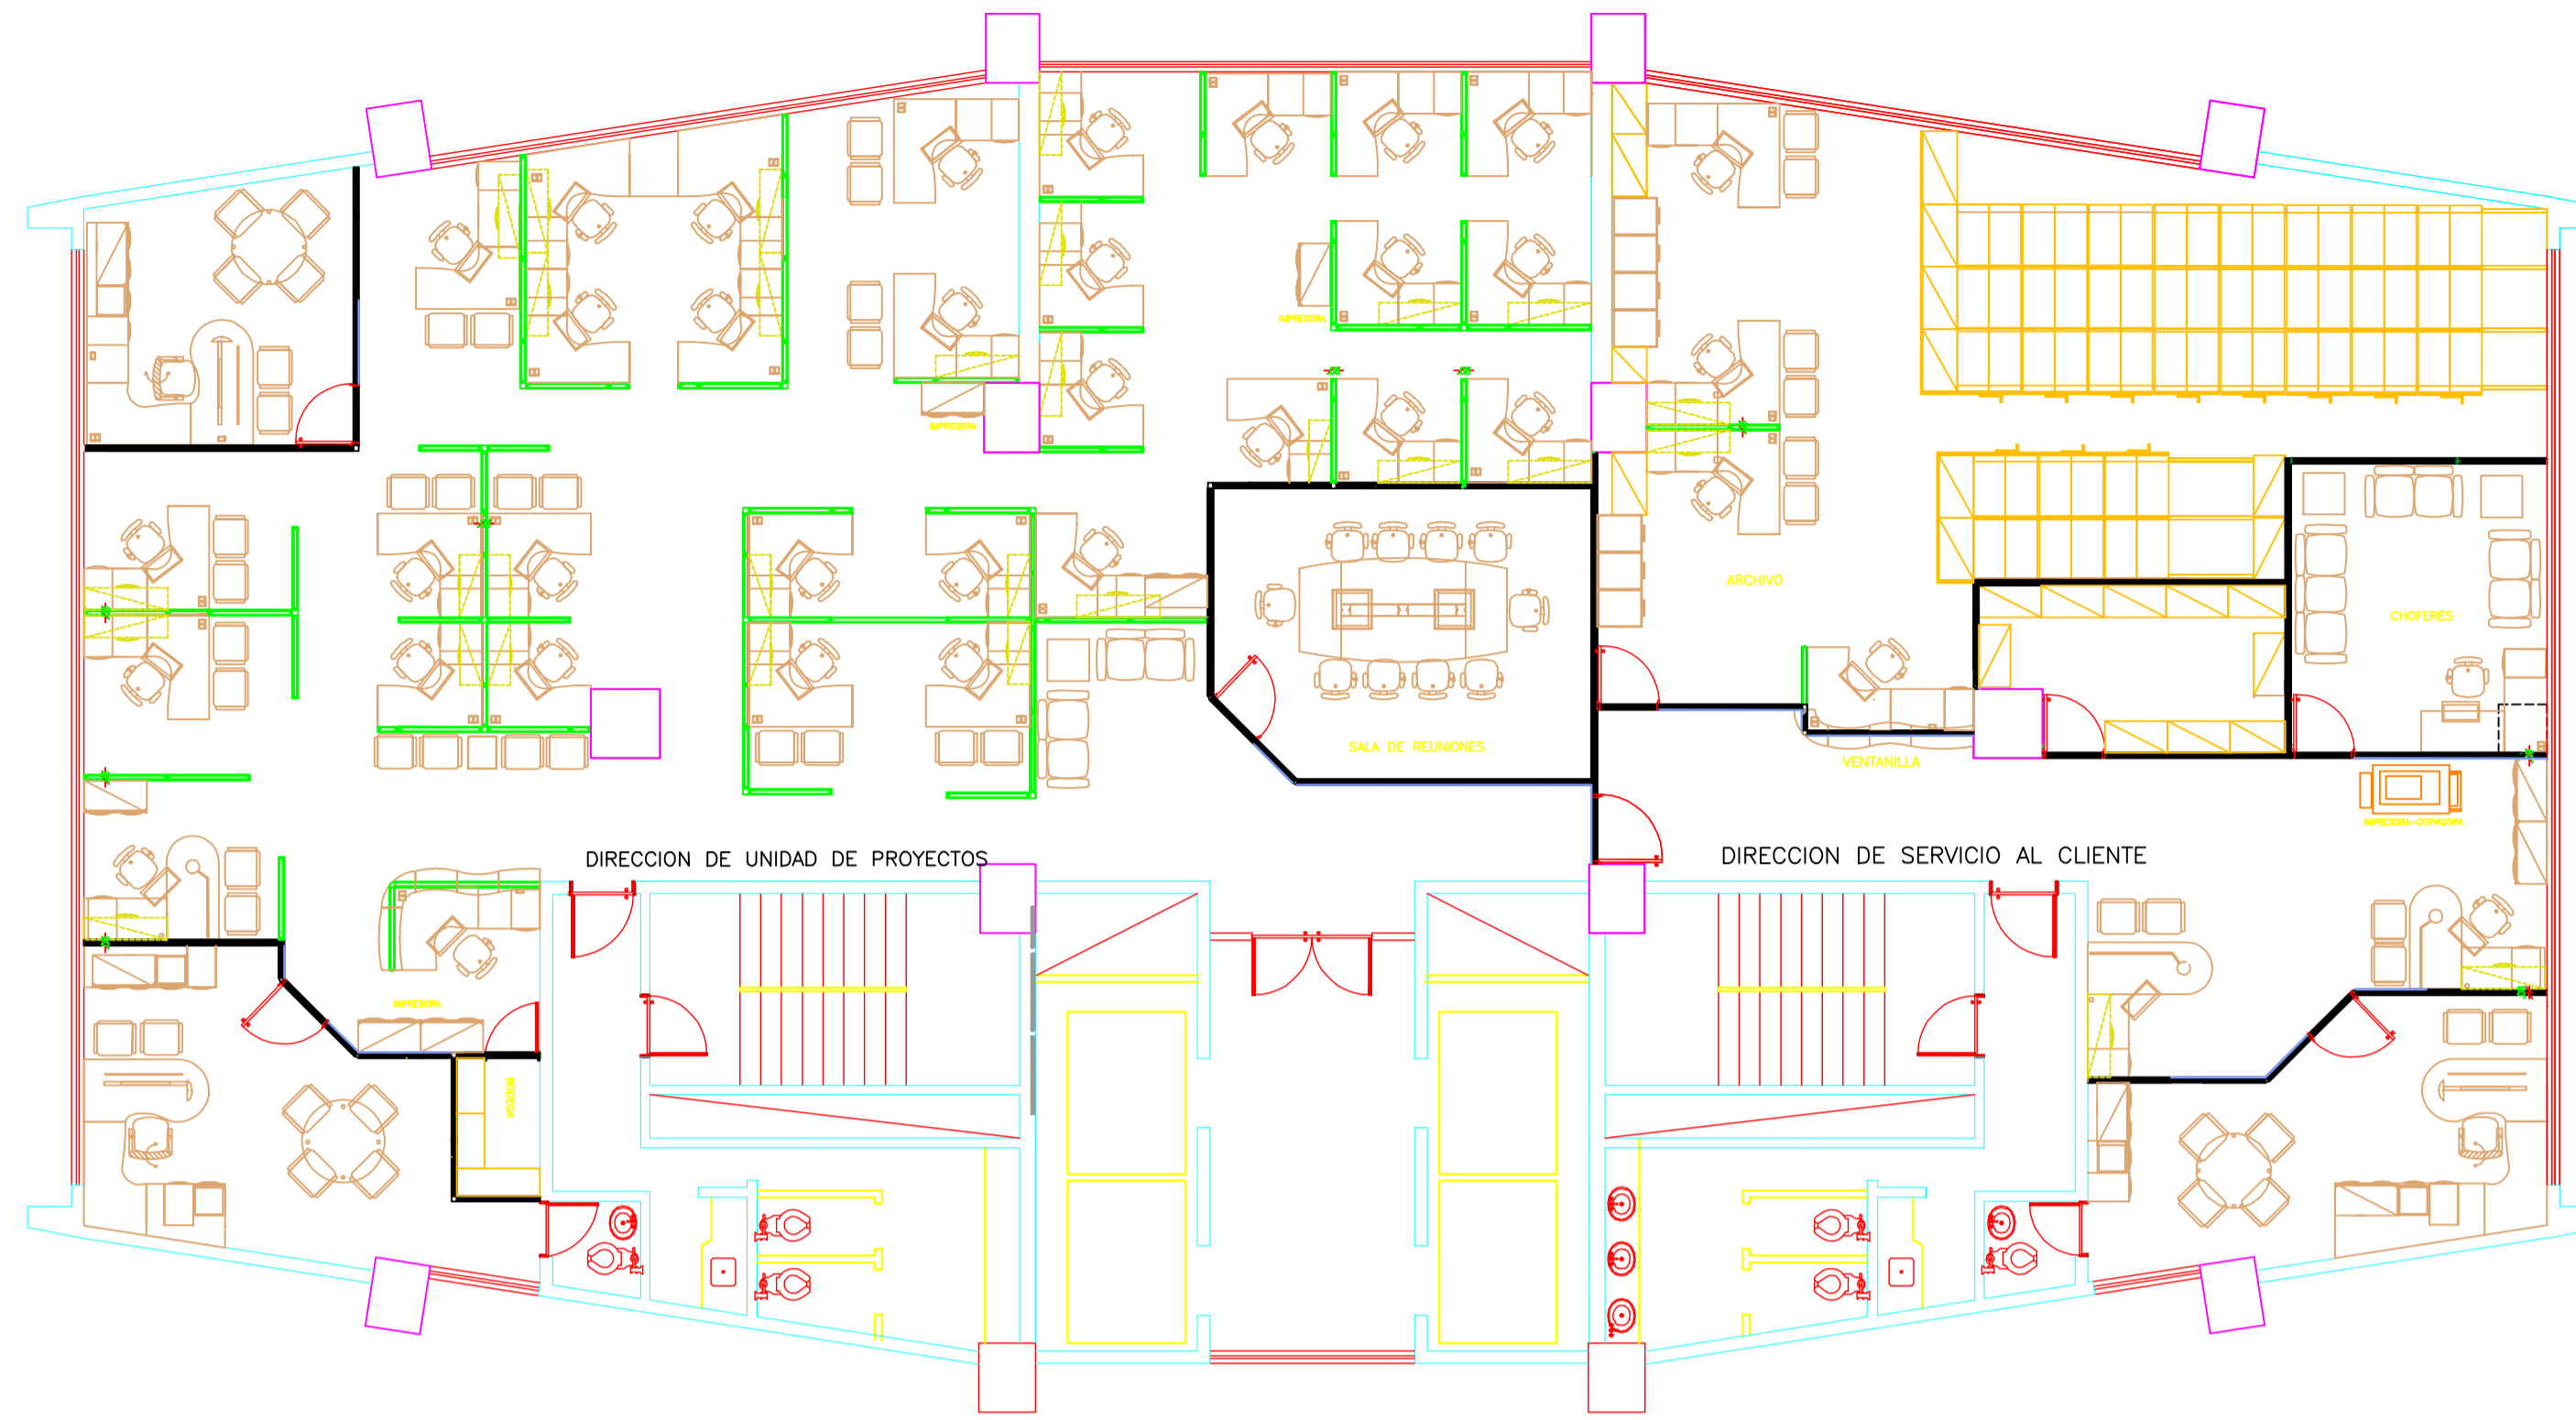 IMPRESORA
IMPRESORA
ARCHIVO
CHOFERES
SALA DE REUNIONES
VENTANILLA
IMPRESORA-COPIADORA
DIRECCION DE UNIDAD DE PROYECTOS
DIRECCION DE SERVICIO AL CLIENTE
IMPRESORA
BODEGA